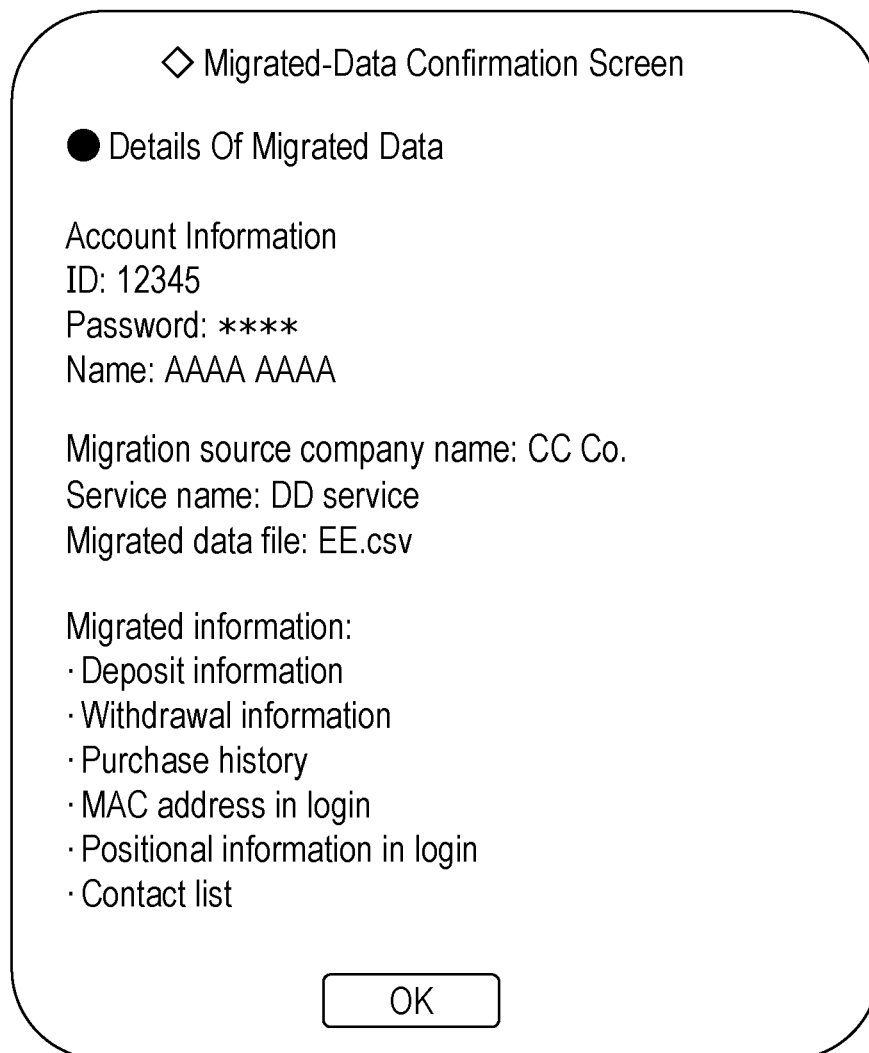 ◇ Migrated-Data Confirmation Screen
● Details Of Migrated Data
Account Information
ID: 12345
Password: ****
Name: AAAA AAAA
Migration source company name: CC Co.
Service name: DD service
Migrated data file: EE.csv
Migrated information:
· Deposit information
· Withdrawal information
· Purchase history
· MAC address in login
· Positional information in login
· Contact list
OK